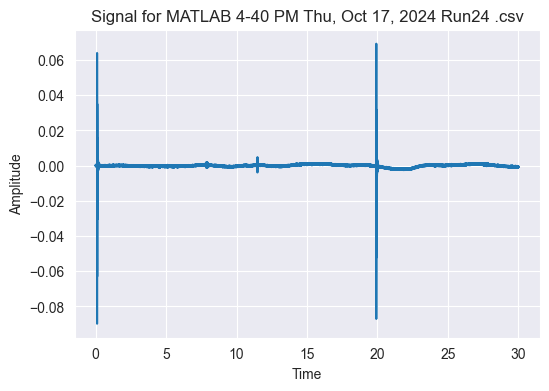 Signal for MATLAB 4-40 PM Thu, Oct 17, 2024 Run24 .csv
0.06
0.04
0.02
0.00
−0.02
−0.04
−0.06
−0.08
Amplitude
0 5 10 15 20 25 30
Time